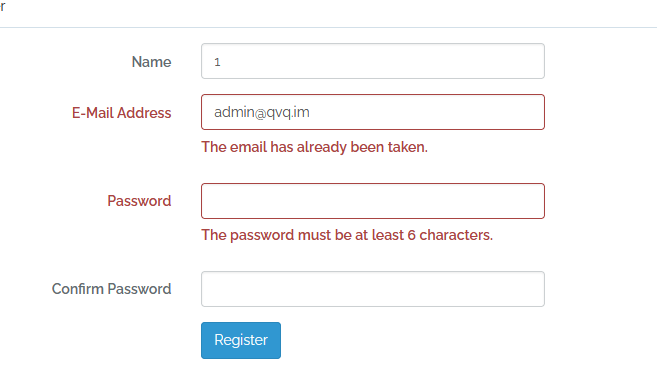 Name
1
E-Mail Address
admin@qvq.im
The email has already been taken.
Password
The password must be at least 6 characters.
Confirm Password
Register